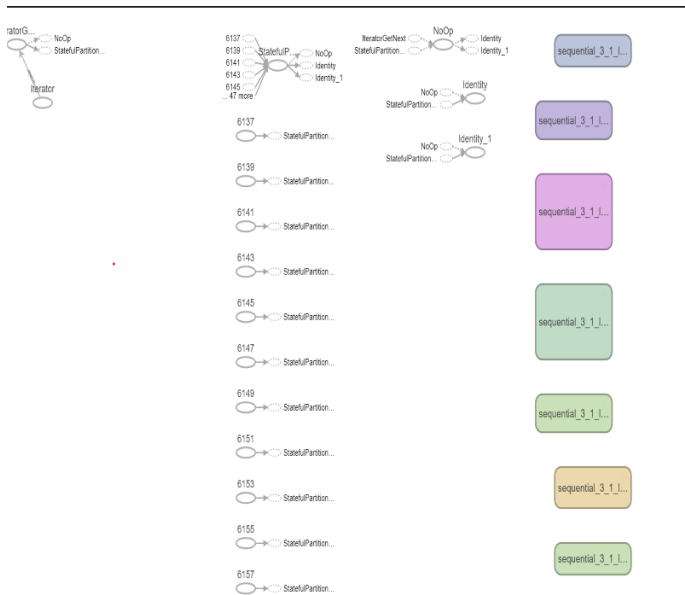 ratorG...
NoOp
StatefulPartition...
Iterator
6137
6139
6141
6143
6145
... 47 more
StatefulP...
NoOp
Identity
Identity_1
IteratorGetNext
StatefulPartition...
NoOp
Identity
Identity_1
Identity
NoOp
StatefulPartition...
Identity_1
NoOp
StatefulPartition...
6137
StatefulPartition...
6139
StatefulPartition...
6141
StatefulPartition...
6143
StatefulPartition...
6145
StatefulPartition...
6147
StatefulPartition...
6149
StatefulPartition...
6151
StatefulPartition...
6153
StatefulPartition...
6155
StatefulPartition...
6157
StatefulPartition...
sequential_3_1_l...
sequential_3_1_l...
sequential_3_1_l...
sequential_3_1_l...
sequential_3_1_l...
sequential_3_1_l...
sequential_3_1_l...